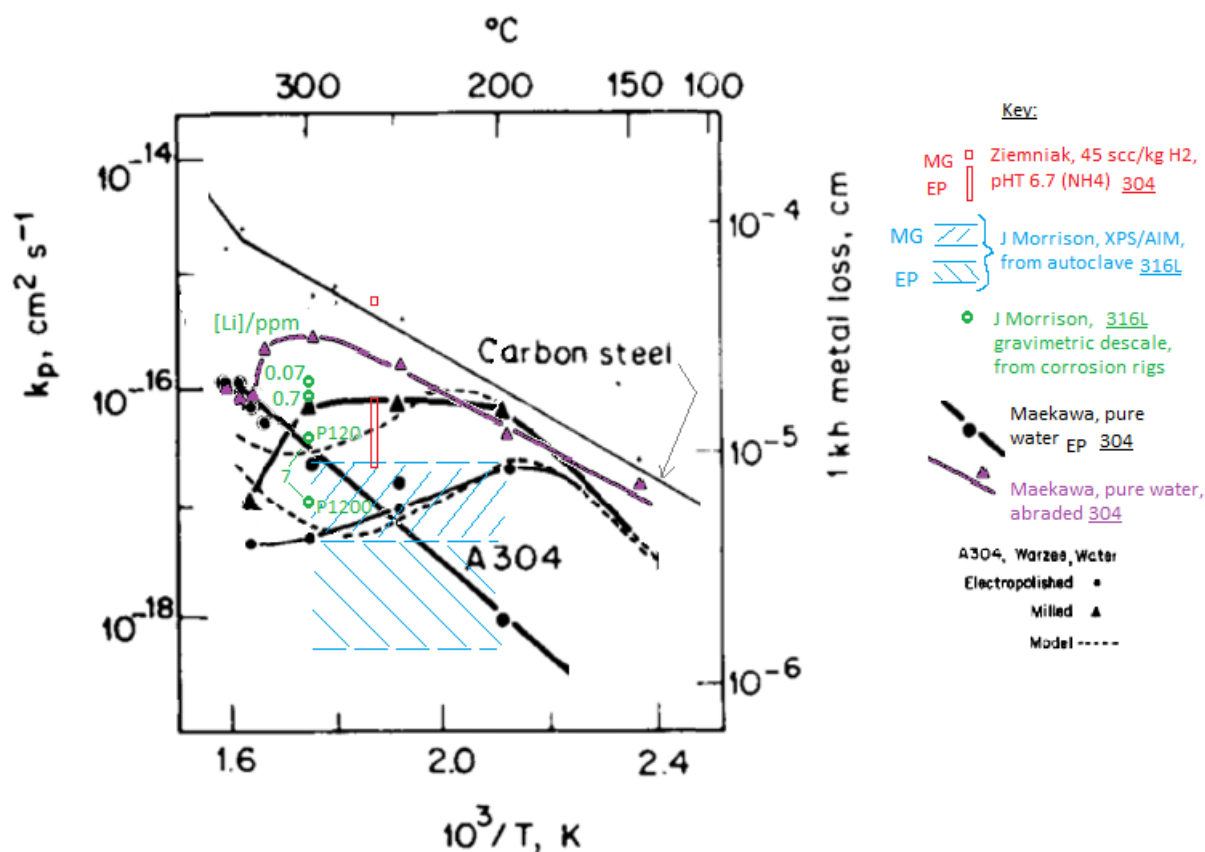 °C
300
200
140
100
10⁻¹⁴
10⁻¹⁶
10⁻¹⁸
kp, cm² s⁻¹
10⁻⁴
10⁻⁵
10⁻⁶
1 kh metal loss, cm
[Li]/ppm
0.07
0.7
P120
7
P1200
Carbon steel
A304
1.6
2.0
2.4
10³/T, K
Key:
MG
EP
Ziemniak, 45 scc/kg H2,
pHT 6.7 (NH4) 304
MG
EP
J Morrison, XPS/AIM,
from autoclave 316L
J Morrison, 316L
gravimetric descale,
from corrosion rigs
Maekawa, pure
water EP 304
Maekawa, pure water,
abraded 304
A304, Warzee, Water
Electropolished
Milled
Model